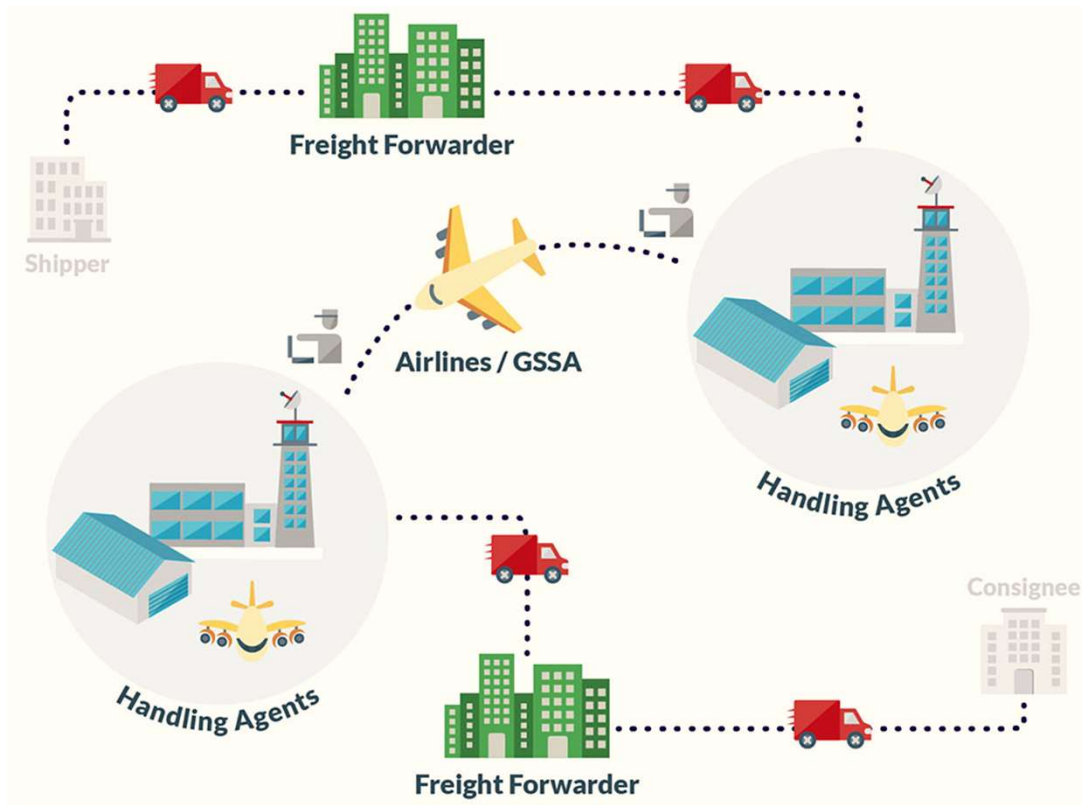 Freight Forwarder
Shipper
Airlines / GSSA
Handling Agents
Consignee
Handling Agents
Freight Forwarder